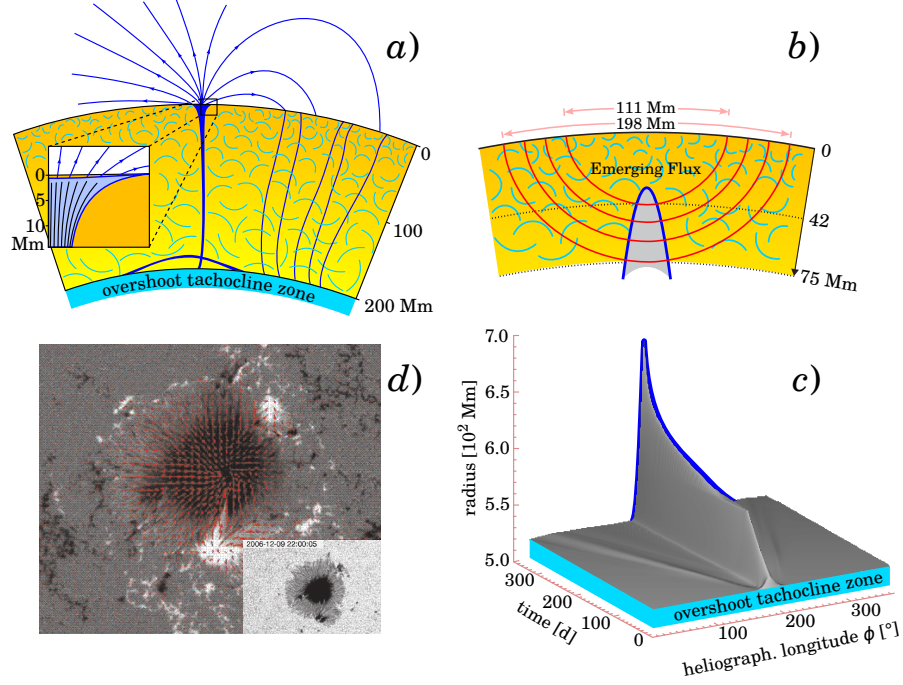 a)
0
5
10
Mm
0
100
200 Mm
overshoot tachocline zone
b)
111 Mm
198 Mm
Emerging Flux
0
42
75 Mm
d)
2006-12-09 22:00:05
c)
radius [10² Mm]
7.0
6.5
6.0
5.5
5.0
300
200
100
0
time [d]
overshoot tachocline zone
100
200
300
heliograph. longitude ϕ [°]